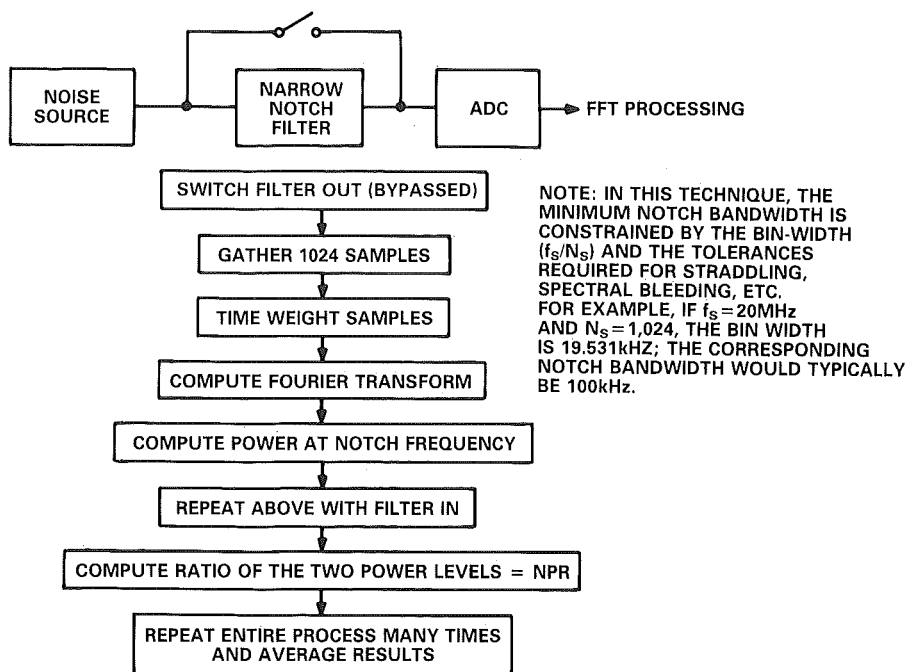 NOISE
SOURCE
NARROW
NOTCH
FILTER
ADC
FFT PROCESSING
SWITCH FILTER OUT (BYPASSED)
GATHER 1024 SAMPLES
TIME WEIGHT SAMPLES
COMPUTE FOURIER TRANSFORM
COMPUTE POWER AT NOTCH FREQUENCY
REPEAT ABOVE WITH FILTER IN
COMPUTE RATIO OF THE TWO POWER LEVELS = NPR
REPEAT ENTIRE PROCESS MANY TIMES
AND AVERAGE RESULTS
NOTE: IN THIS TECHNIQUE, THE
MINIMUM NOTCH BANDWIDTH IS
CONSTRAINED BY THE BIN-WIDTH
(fS/NS) AND THE TOLERANCES
REQUIRED FOR STRADDLING,
SPECTRAL BLEEDING, ETC.
FOR EXAMPLE, IF fS=20MHz
AND NS=1,024, THE BIN WIDTH
IS 19.531kHZ; THE CORRESPONDING
NOTCH BANDWIDTH WOULD TYPICALLY
BE 100kHz.